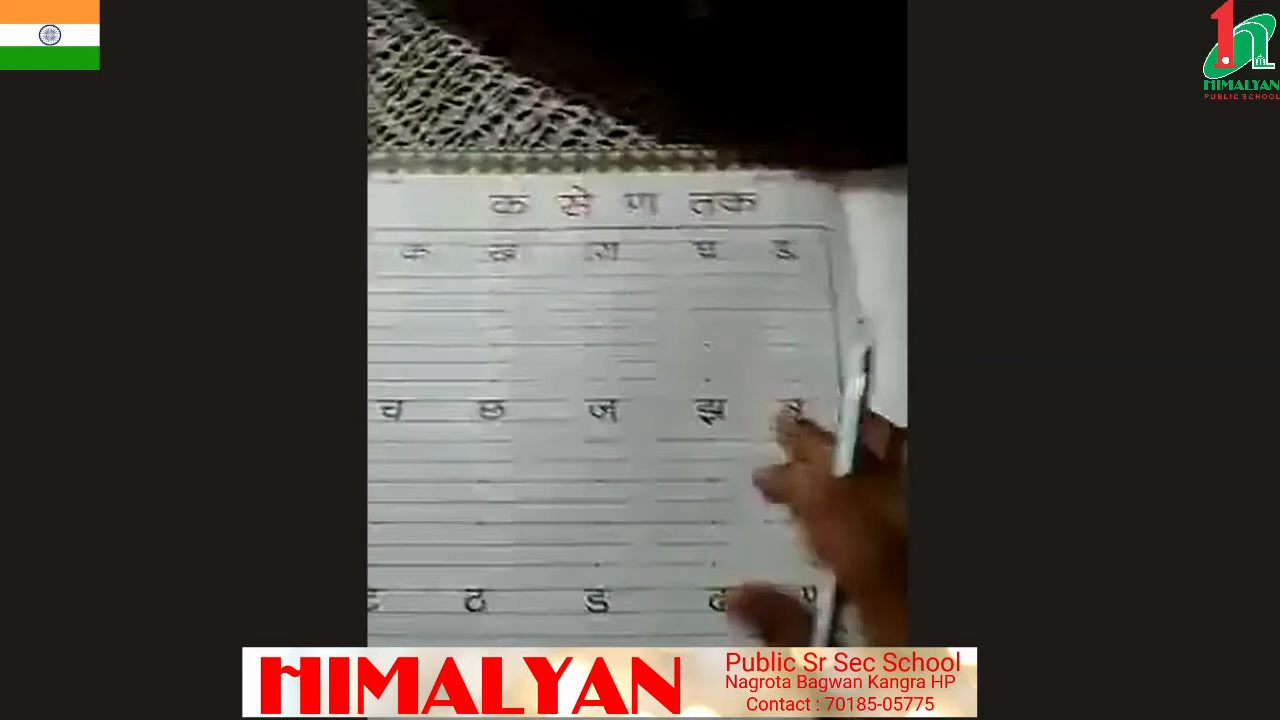 HIMALYAN
PUBLIC SCHOOL
क से ण तक
क ख ग घ ङ
च छ ज झ
ट ठ ड ढ
HIMALYAN
Public Sr Sec School
Nagrota Bagwan Kangra HP
Contact : 70185-05775